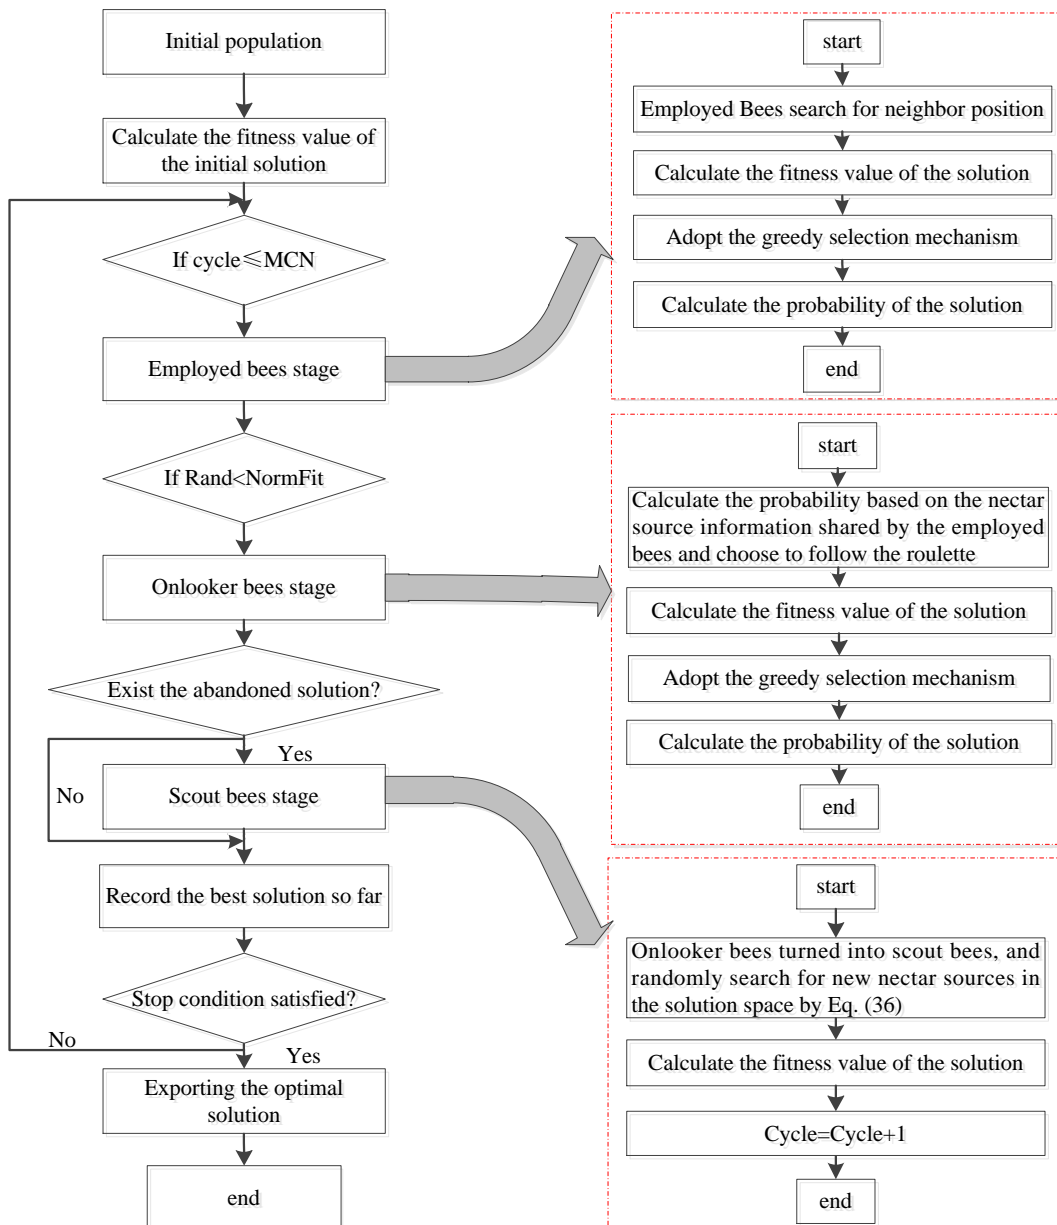 Initial population
Calculate the fitness value of
the initial solution
If cycle≤MCN
Employed bees stage
If Rand<NormFit
Onlooker bees stage
Exist the abandoned solution?
Yes
No
Scout bees stage
Record the best solution so far
Stop condition satisfied?
No
Yes
Exporting the optimal
solution
end
start
Employed Bees search for neighbor position
Calculate the fitness value of the solution
Adopt the greedy selection mechanism
Calculate the probability of the solution
end
start
Calculate the probability based on the nectar
source information shared by the employed
bees and choose to follow the roulette
Calculate the fitness value of the solution
Adopt the greedy selection mechanism
Calculate the probability of the solution
end
start
Onlooker bees turned into scout bees, and
randomly search for new nectar sources in
the solution space by Eq. (36)
Calculate the fitness value of the solution
Cycle=Cycle+1
end